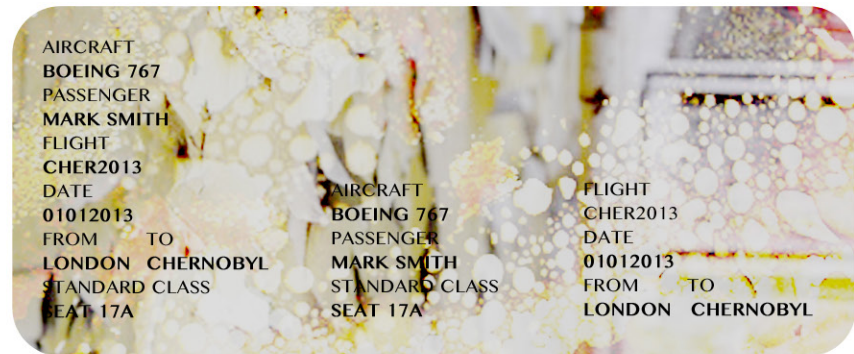 AIRCRAFT
BOEING 767
PASSENGER
MARK SMITH
FLIGHT
CHER2013
DATE
01012013
FROM TO
LONDON CHERNOBYL
STANDARD CLASS
SEAT 17A
AIRCRAFT
BOEING 767
PASSENGER
MARK SMITH
STANDARD CLASS
SEAT 17A
FLIGHT
CHER2013
DATE
01012013
FROM TO
LONDON CHERNOBYL